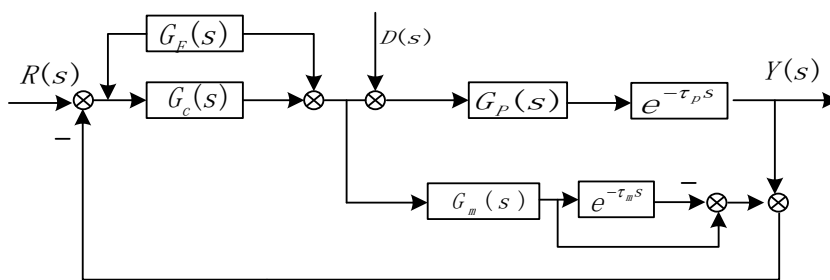 G_F(s)
D(s)
R(s)
G_c(s)
G_P(s)
e^{-τ_p s}
Y(s)
−
G_m(s)
e^{-τ_m s}
−